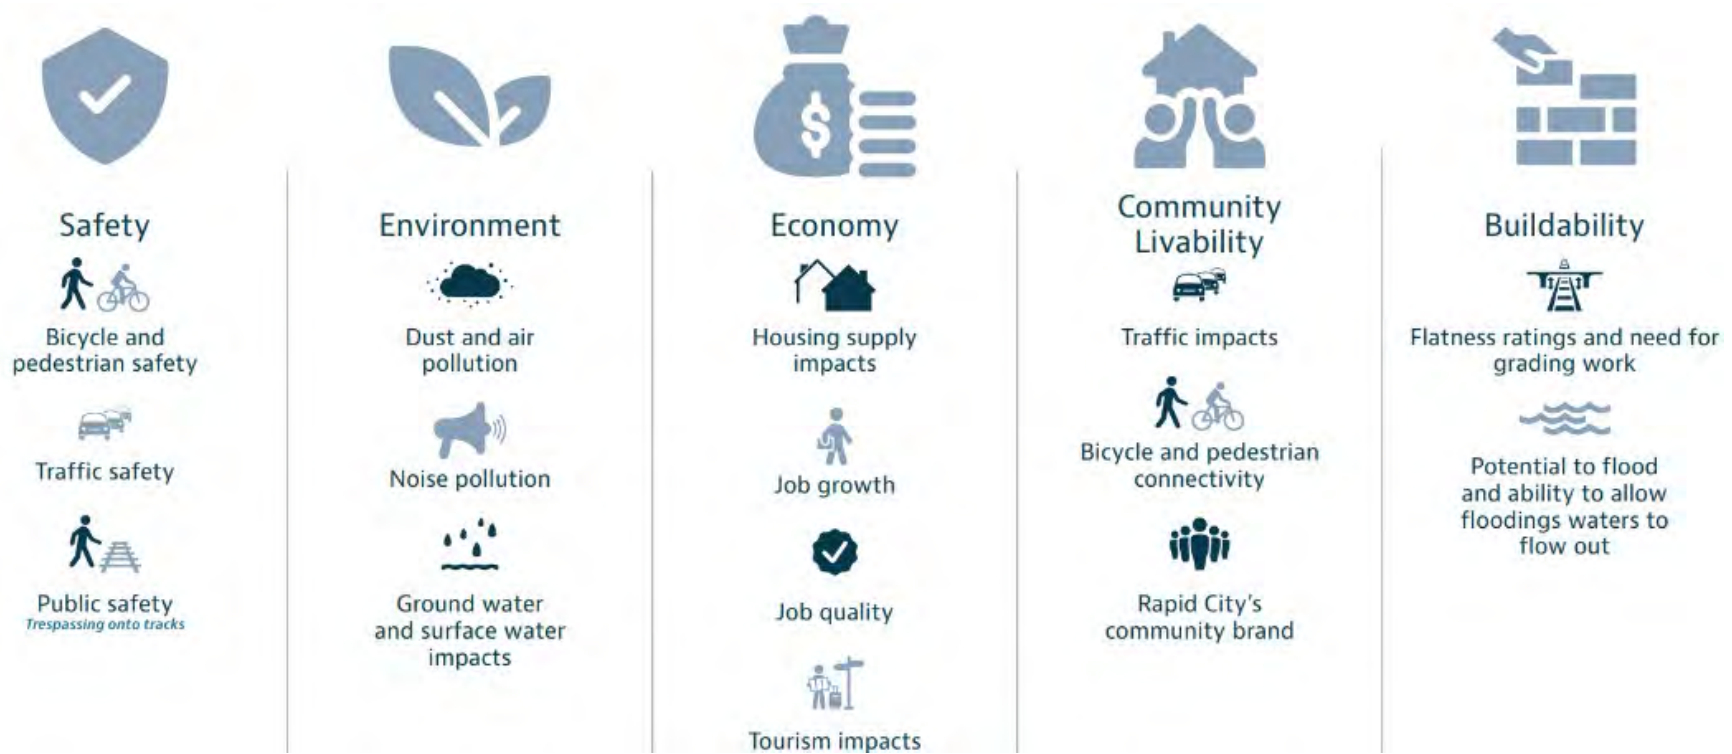 Safety
Bicycle and
pedestrian safety
Traffic safety
Public safety
Trespassing onto tracks
Environment
Dust and air
pollution
Noise pollution
Ground water
and surface water
impacts
$
Economy
Housing supply
impacts
Job growth
Job quality
Tourism impacts
Community
Livability
Traffic impacts
Bicycle and pedestrian
connectivity
Rapid City's
community brand
Buildability
Flatness ratings and need for
grading work
Potential to flood
and ability to allow
floodings waters to
flow out